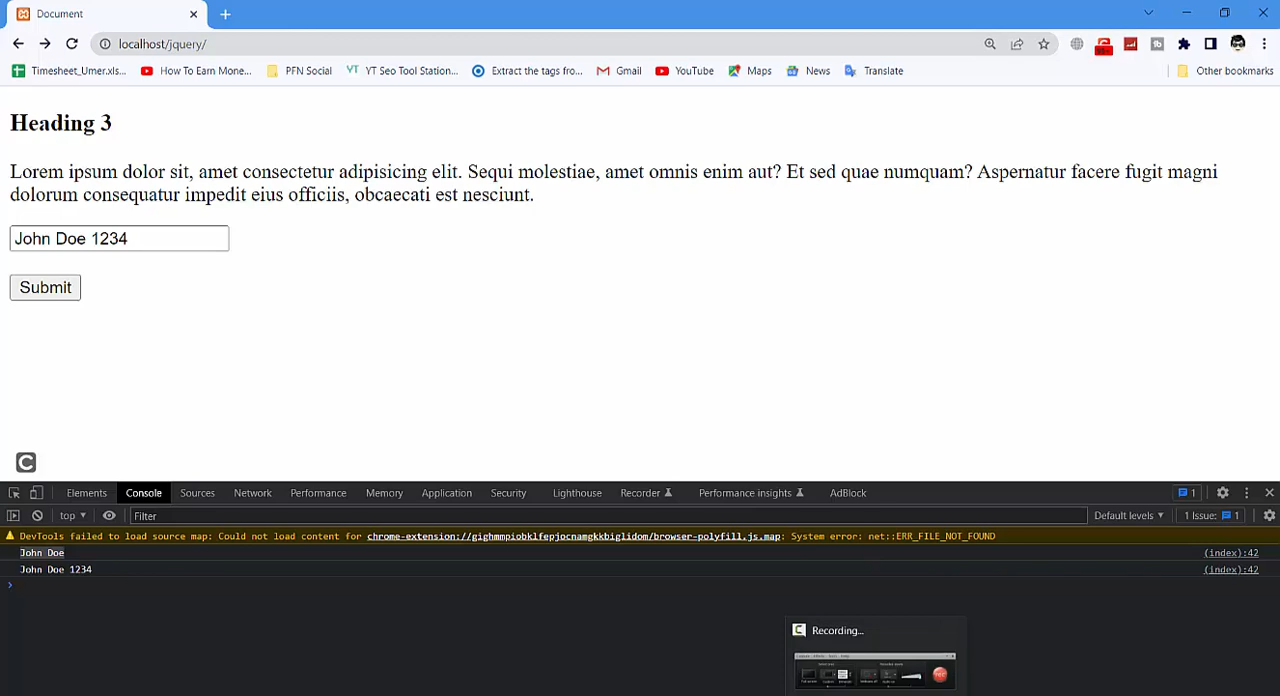 Document
localhost/jquery/
Timesheet_Umer.xls... How To Earn Mone... PFN Social YT YT Seo Tool Station... Extract the tags fro... Gmail YouTube Maps News Translate Other bookmarks
Heading 3
Lorem ipsum dolor sit, amet consectetur adipisicing elit. Sequi molestiae, amet omnis enim aut? Et sed quae numquam? Aspernatur facere fugit magni
dolorum consequatur impedit eius officiis, obcaecati est nesciunt.
John Doe 1234
Submit
C
Elements Console Sources Network Performance Memory Application Security Lighthouse Recorder Performance insights AdBlock 1
top Filter Default levels 1 Issue: 1
DevTools failed to load source map: Could not load content for chrome-extension://gighmmpiobklfepjocnamgkkbiglidom/browser-polyfill.js.map: System error: net::ERR_FILE_NOT_FOUND
John Doe (index):42
John Doe 1234 (index):42
Recording...